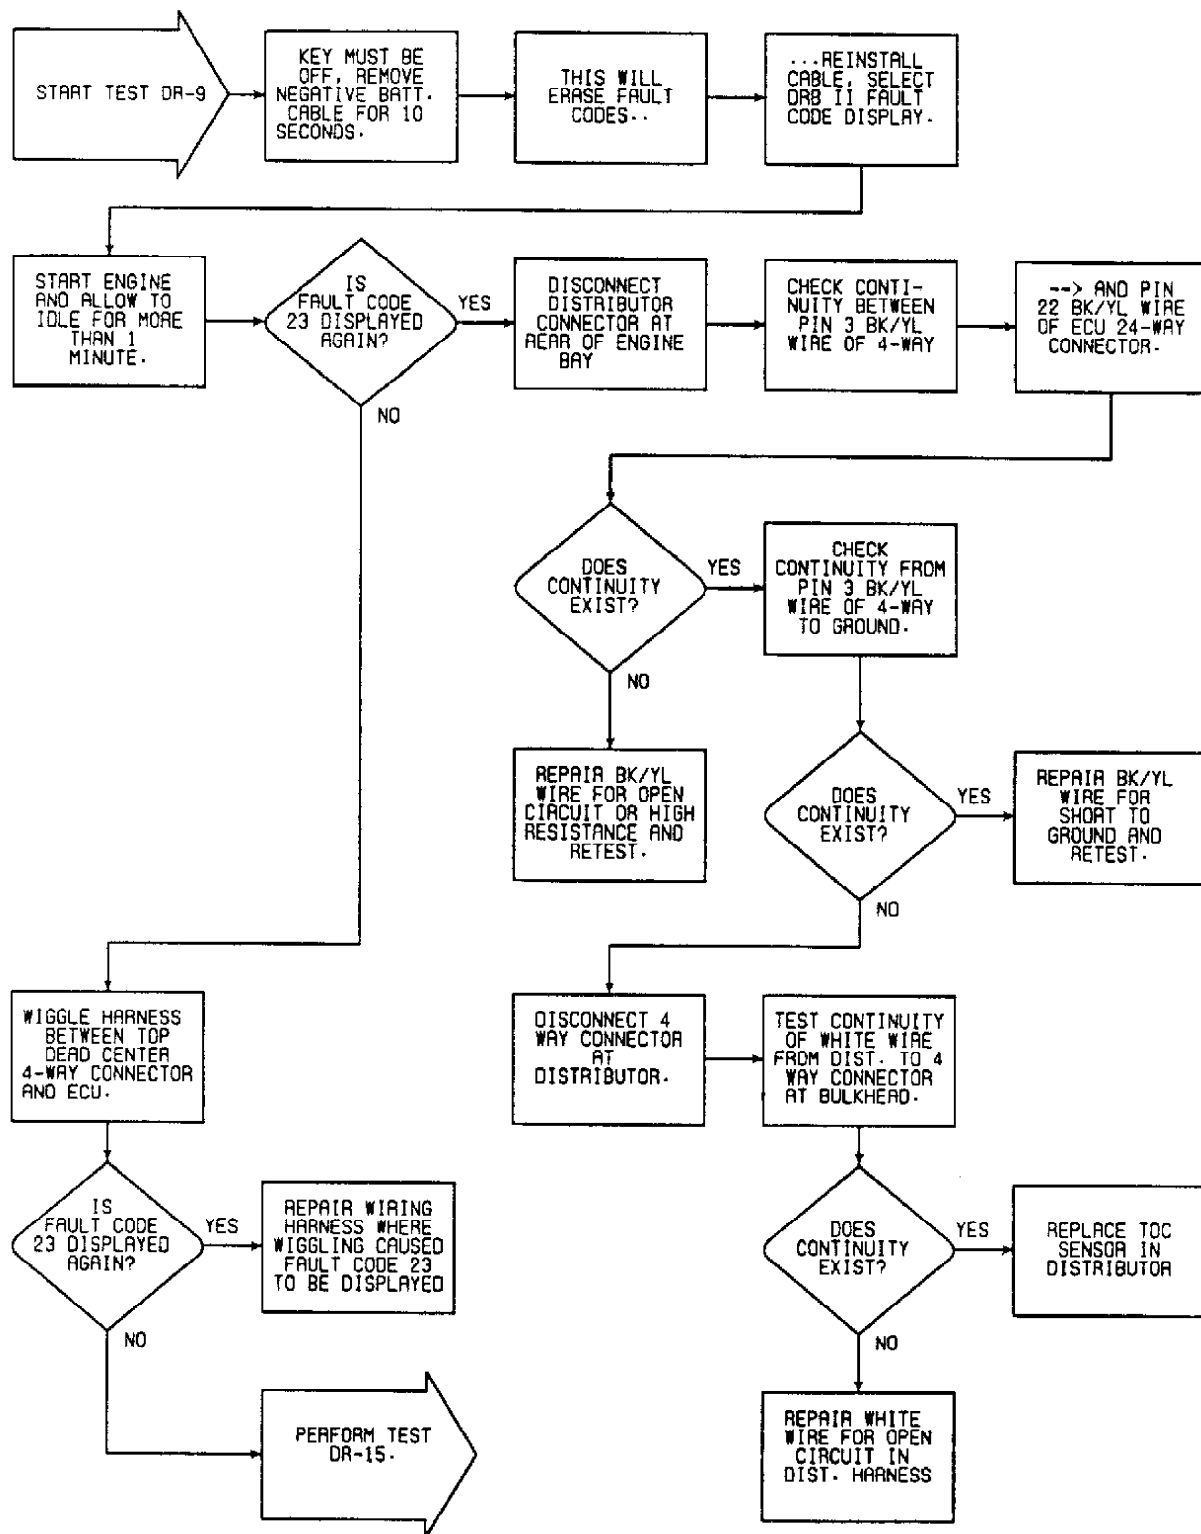 START TEST DR-9
KEY MUST BE
OFF, REMOVE
NEGATIVE BATT.
CABLE FOR 10
SECONDS.
THIS WILL
ERASE FAULT
CODES..
...REINSTALL
CABLE, SELECT
DRB II FAULT
CODE DISPLAY.
START ENGINE
AND ALLOW TO
IDLE FOR MORE
THAN 1
MINUTE.
IS
FAULT CODE
23 DISPLAYED
AGAIN?
YES
NO
DISCONNECT
DISTRIBUTOR
CONNECTOR AT
REAR OF ENGINE
BAY
CHECK CONTI-
NUITY BETWEEN
PIN 3 BK/YL
WIRE OF 4-WAY
--> AND PIN
22 BK/YL WIRE
OF ECU 24-WAY
CONNECTOR.
DOES
CONTINUITY
EXIST?
YES
NO
CHECK
CONTINUITY FROM
PIN 3 BK/YL
WIRE OF 4-WAY
TO GROUND.
REPAIR BK/YL
WIRE FOR OPEN
CIRCUIT OR HIGH
RESISTANCE AND
RETEST.
DOES
CONTINUITY
EXIST?
YES
NO
REPAIR BK/YL
WIRE FOR
SHORT TO
GROUND AND
RETEST.
WIGGLE HARNESS
BETWEEN TOP
DEAD CENTER
4-WAY CONNECTOR
AND ECU.
DISCONNECT 4
WAY CONNECTOR
AT
DISTRIBUTOR.
TEST CONTINUITY
OF WHITE WIRE
FROM DIST. TO 4
WAY CONNECTOR
AT BULKHEAD.
IS
FAULT CODE
23 DISPLAYED
AGAIN?
YES
NO
REPAIR WIRING
HARNESS WHERE
WIGGLING CAUSED
FAULT CODE 23
TO BE DISPLAYED
DOES
CONTINUITY
EXIST?
YES
NO
REPLACE TDC
SENSOR IN
DISTRIBUTOR
PERFORM TEST
DR-15.
REPAIR WHITE
WIRE FOR OPEN
CIRCUIT IN
DIST. HARNESS